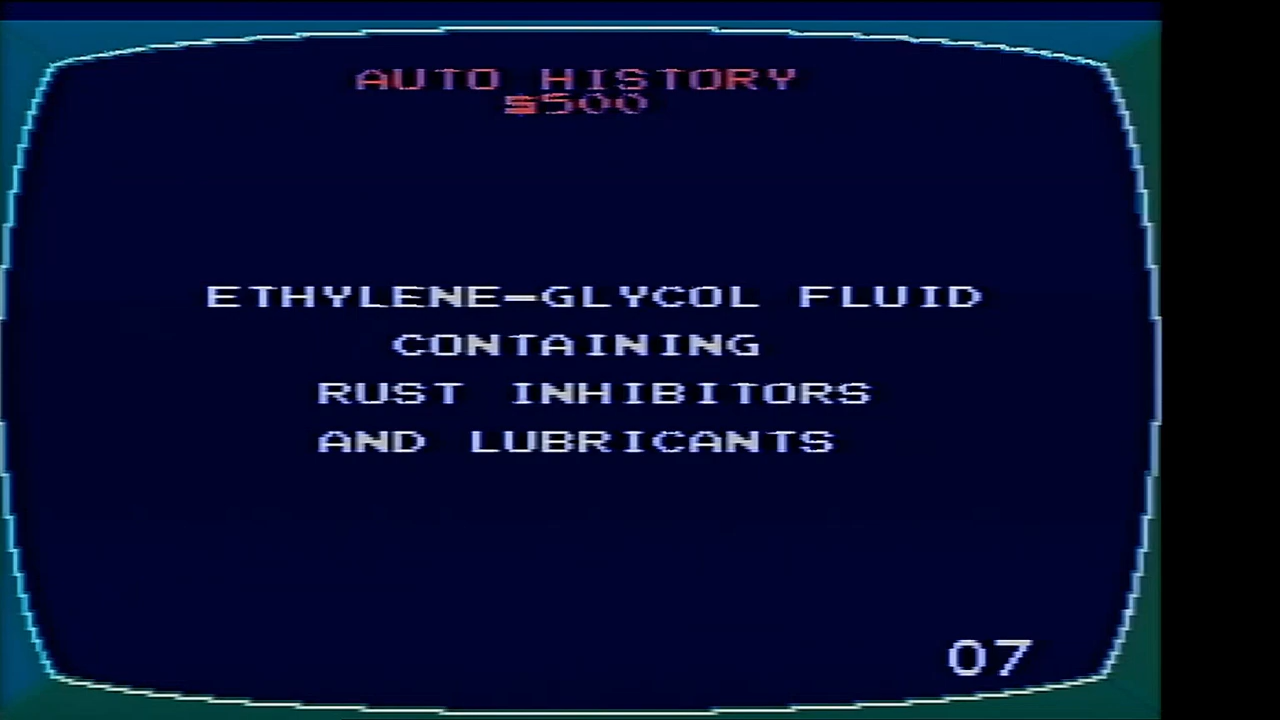 AUTO HISTORY
$500
ETHYLENE-GLYCOL FLUID
CONTAINING
RUST INHIBITORS
AND LUBRICANTS
07